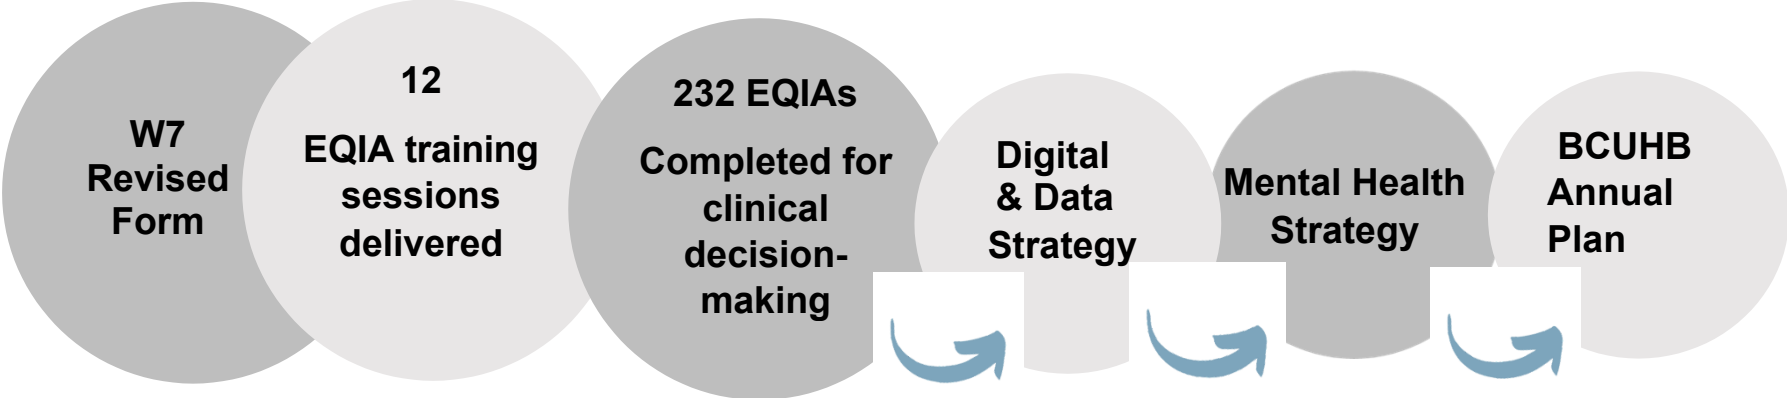 W7
Revised
Form
12
EQIA training
sessions
delivered
232 EQIAs
Completed for
clinical
decision-
making
Digital
& Data
Strategy
Mental Health
Strategy
BCUHB
Annual
Plan